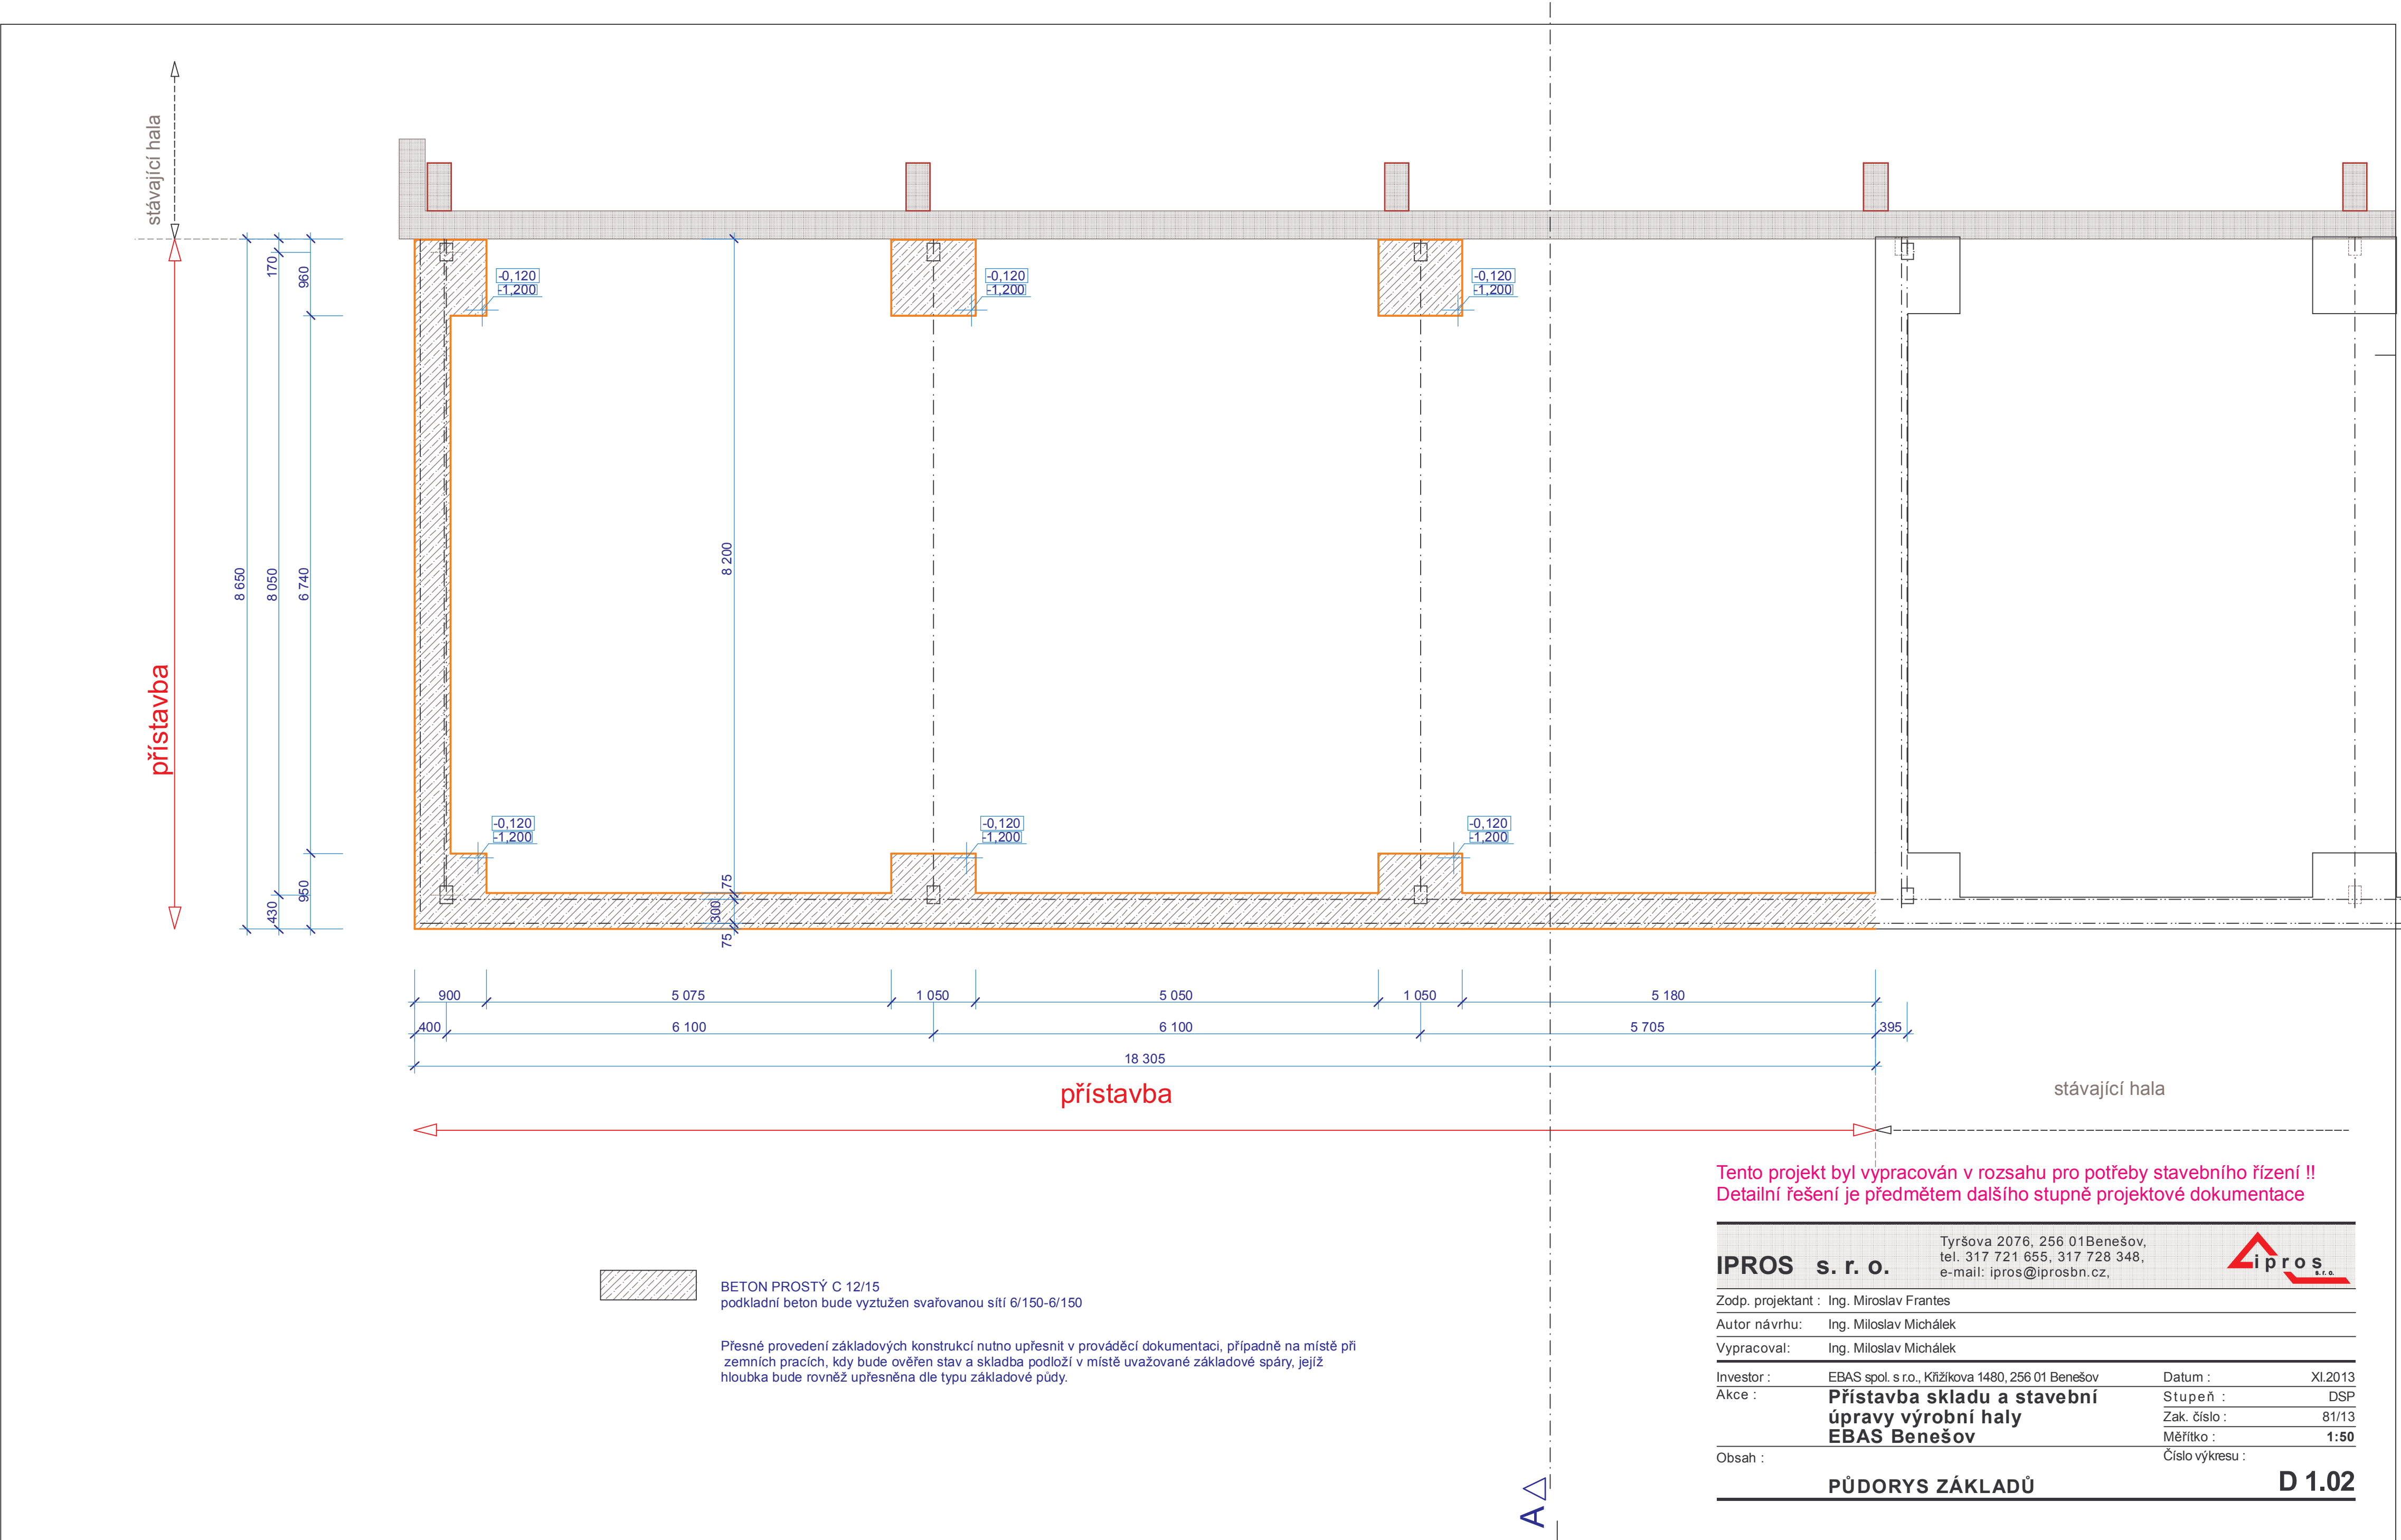 stávající hala
přístavba
170
960
8 650
8 050
6 740
430
950
-0,120
-1,200
-0,120
-1,200
-0,120
-1,200
8 200
-0,120
-1,200
-0,120
-1,200
-0,120
-1,200
75
300
75
900
5 075
1 050
5 050
1 050
5 180
400
6 100
6 100
5 705
395
18 305
přístavba
stávající hala
Tento projekt byl vypracován v rozsahu pro potřeby stavebního řízení !!
Detailní řešení je předmětem dalšího stupně projektové dokumentace
BETON PROSTÝ C 12/15
podkladní beton bude vyztužen svařovanou sítí 6/150-6/150
Přesné provedení základových konstrukcí nutno upřesnit v prováděcí dokumentaci, případně na místě při
zemních pracích, kdy bude ověřen stav a skladba podloží v místě uvažované základové spáry, jejíž
hloubka bude rovněž upřesněna dle typu základové půdy.
A
IPROS s. r. o.
Tyršova 2076, 256 01Benešov,
tel. 317 721 655, 317 728 348,
e-mail: ipros@iprosbn.cz,
ipros
s. r. o.
Zodp. projektant : Ing. Miroslav Frantes
Autor návrhu: Ing. Miloslav Michálek
Vypracoval: Ing. Miloslav Michálek
Investor : EBAS spol. s r.o., Křižíkova 1480, 256 01 Benešov
Akce : Přístavba skladu a stavební
úpravy výrobní haly
EBAS Benešov
Datum : XI.2013
Stupeň : DSP
Zak. číslo : 81/13
Měřítko : 1:50
Obsah :
PŮDORYS ZÁKLADŮ
Číslo výkresu :
D 1.02